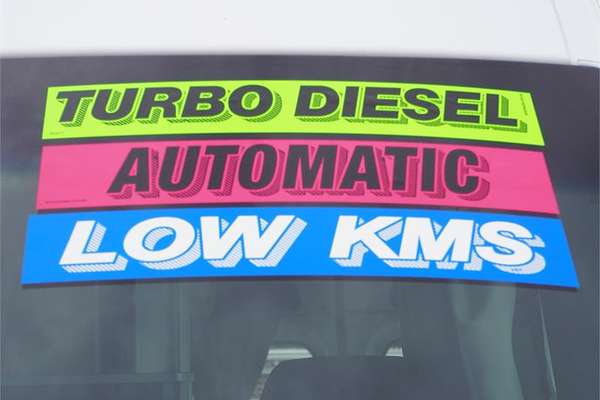 TURBO DIESEL
AUTOMATIC
LOW KMS